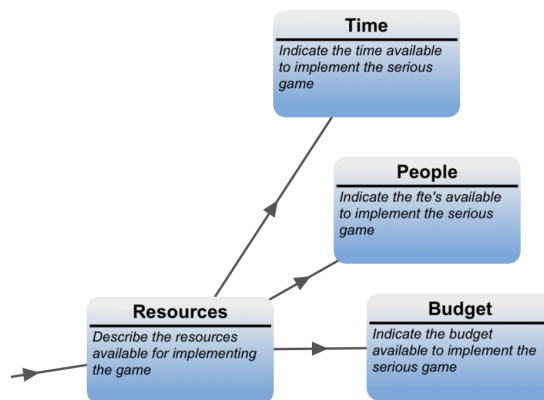 Time
Indicate the time available
to implement the serious
game
People
Indicate the fte's available
to implement the serious
game
Resources
Describe the resources
available for implementing
the game
Budget
Indicate the budget
available to implement the
serious game